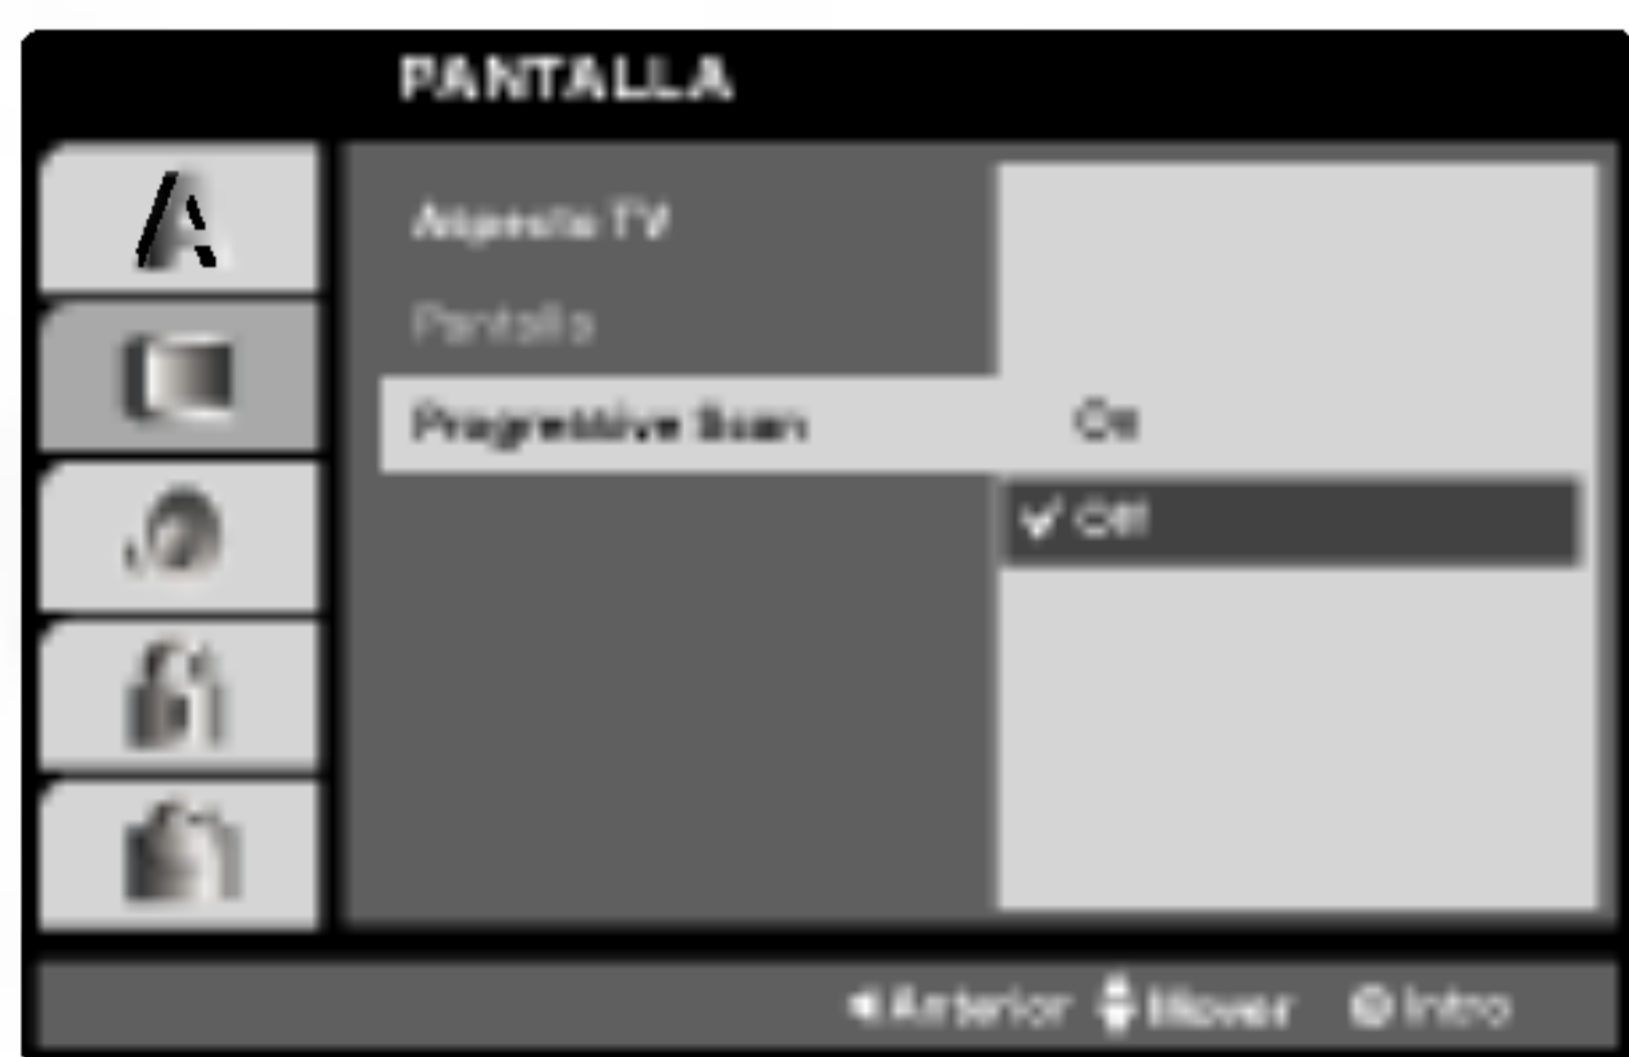 PANTALLA
A
Aspecto TV
Pantalla
Progressive Scan
On
✔ Off
Anterior Mover Intro